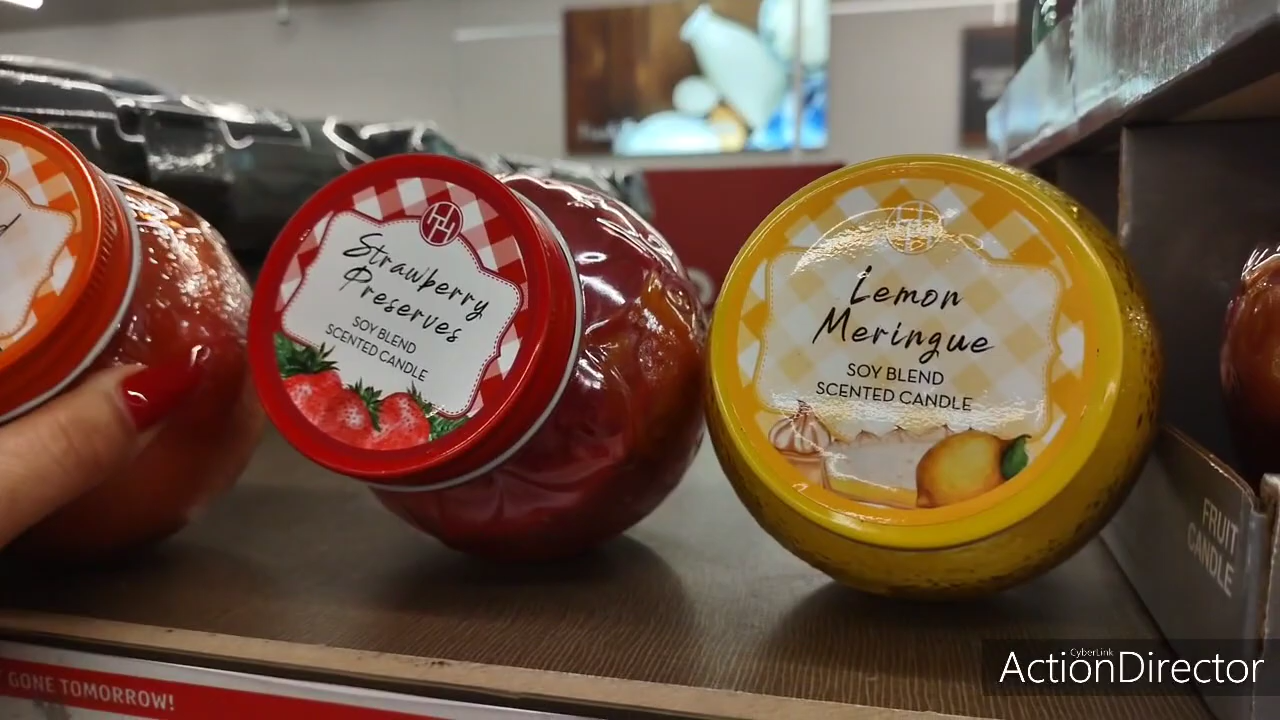 Strawberry
Preserves
SOY BLEND
SCENTED CANDLE
Lemon
Meringue
SOY BLEND
SCENTED CANDLE
FRUIT
CANDLE
GONE TOMORROW!
CyberLink
ActionDirector